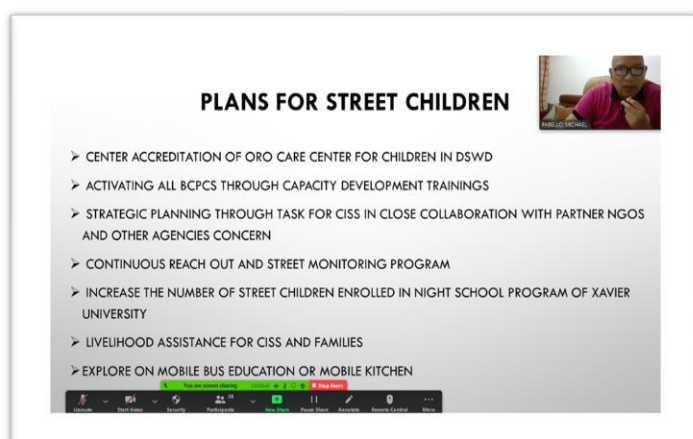 PLANS FOR STREET CHILDREN
BABELLO, MICHAEL
➢ CENTER ACCREDITATION OF ORO CARE CENTER FOR CHILDREN IN DSWD
➢ ACTIVATING ALL BCPCS THROUGH CAPACITY DEVELOPMENT TRAININGS
➢ STRATEGIC PLANNING THROUGH TASK FOR CISS IN CLOSE COLLABORATION WITH PARTNER NGOS
AND OTHER AGENCIES CONCERN
➢ CONTINUOUS REACH OUT AND STREET MONITORING PROGRAM
➢ INCREASE THE NUMBER OF STREET CHILDREN ENROLLED IN NIGHT SCHOOL PROGRAM OF XAVIER
UNIVERSITY
➢ LIVELIHOOD ASSISTANCE FOR CISS AND FAMILIES
➢ EXPLORE ON MOBILE BUS EDUCATION OR MOBILE KITCHEN
You are screen sharing Stop Share
Unmute Start Video Security Participants New Share Pause Share Annotate Remote Control More